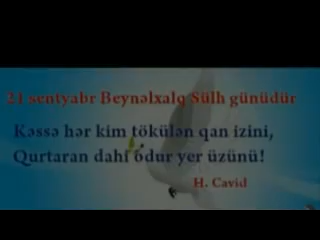 21 sentyabr Beynəlxalq Sülh günüdür
Kəssə hər kim tökülən qan izini,
Qurtaran dahi odur yer üzünü!
H. Cavid